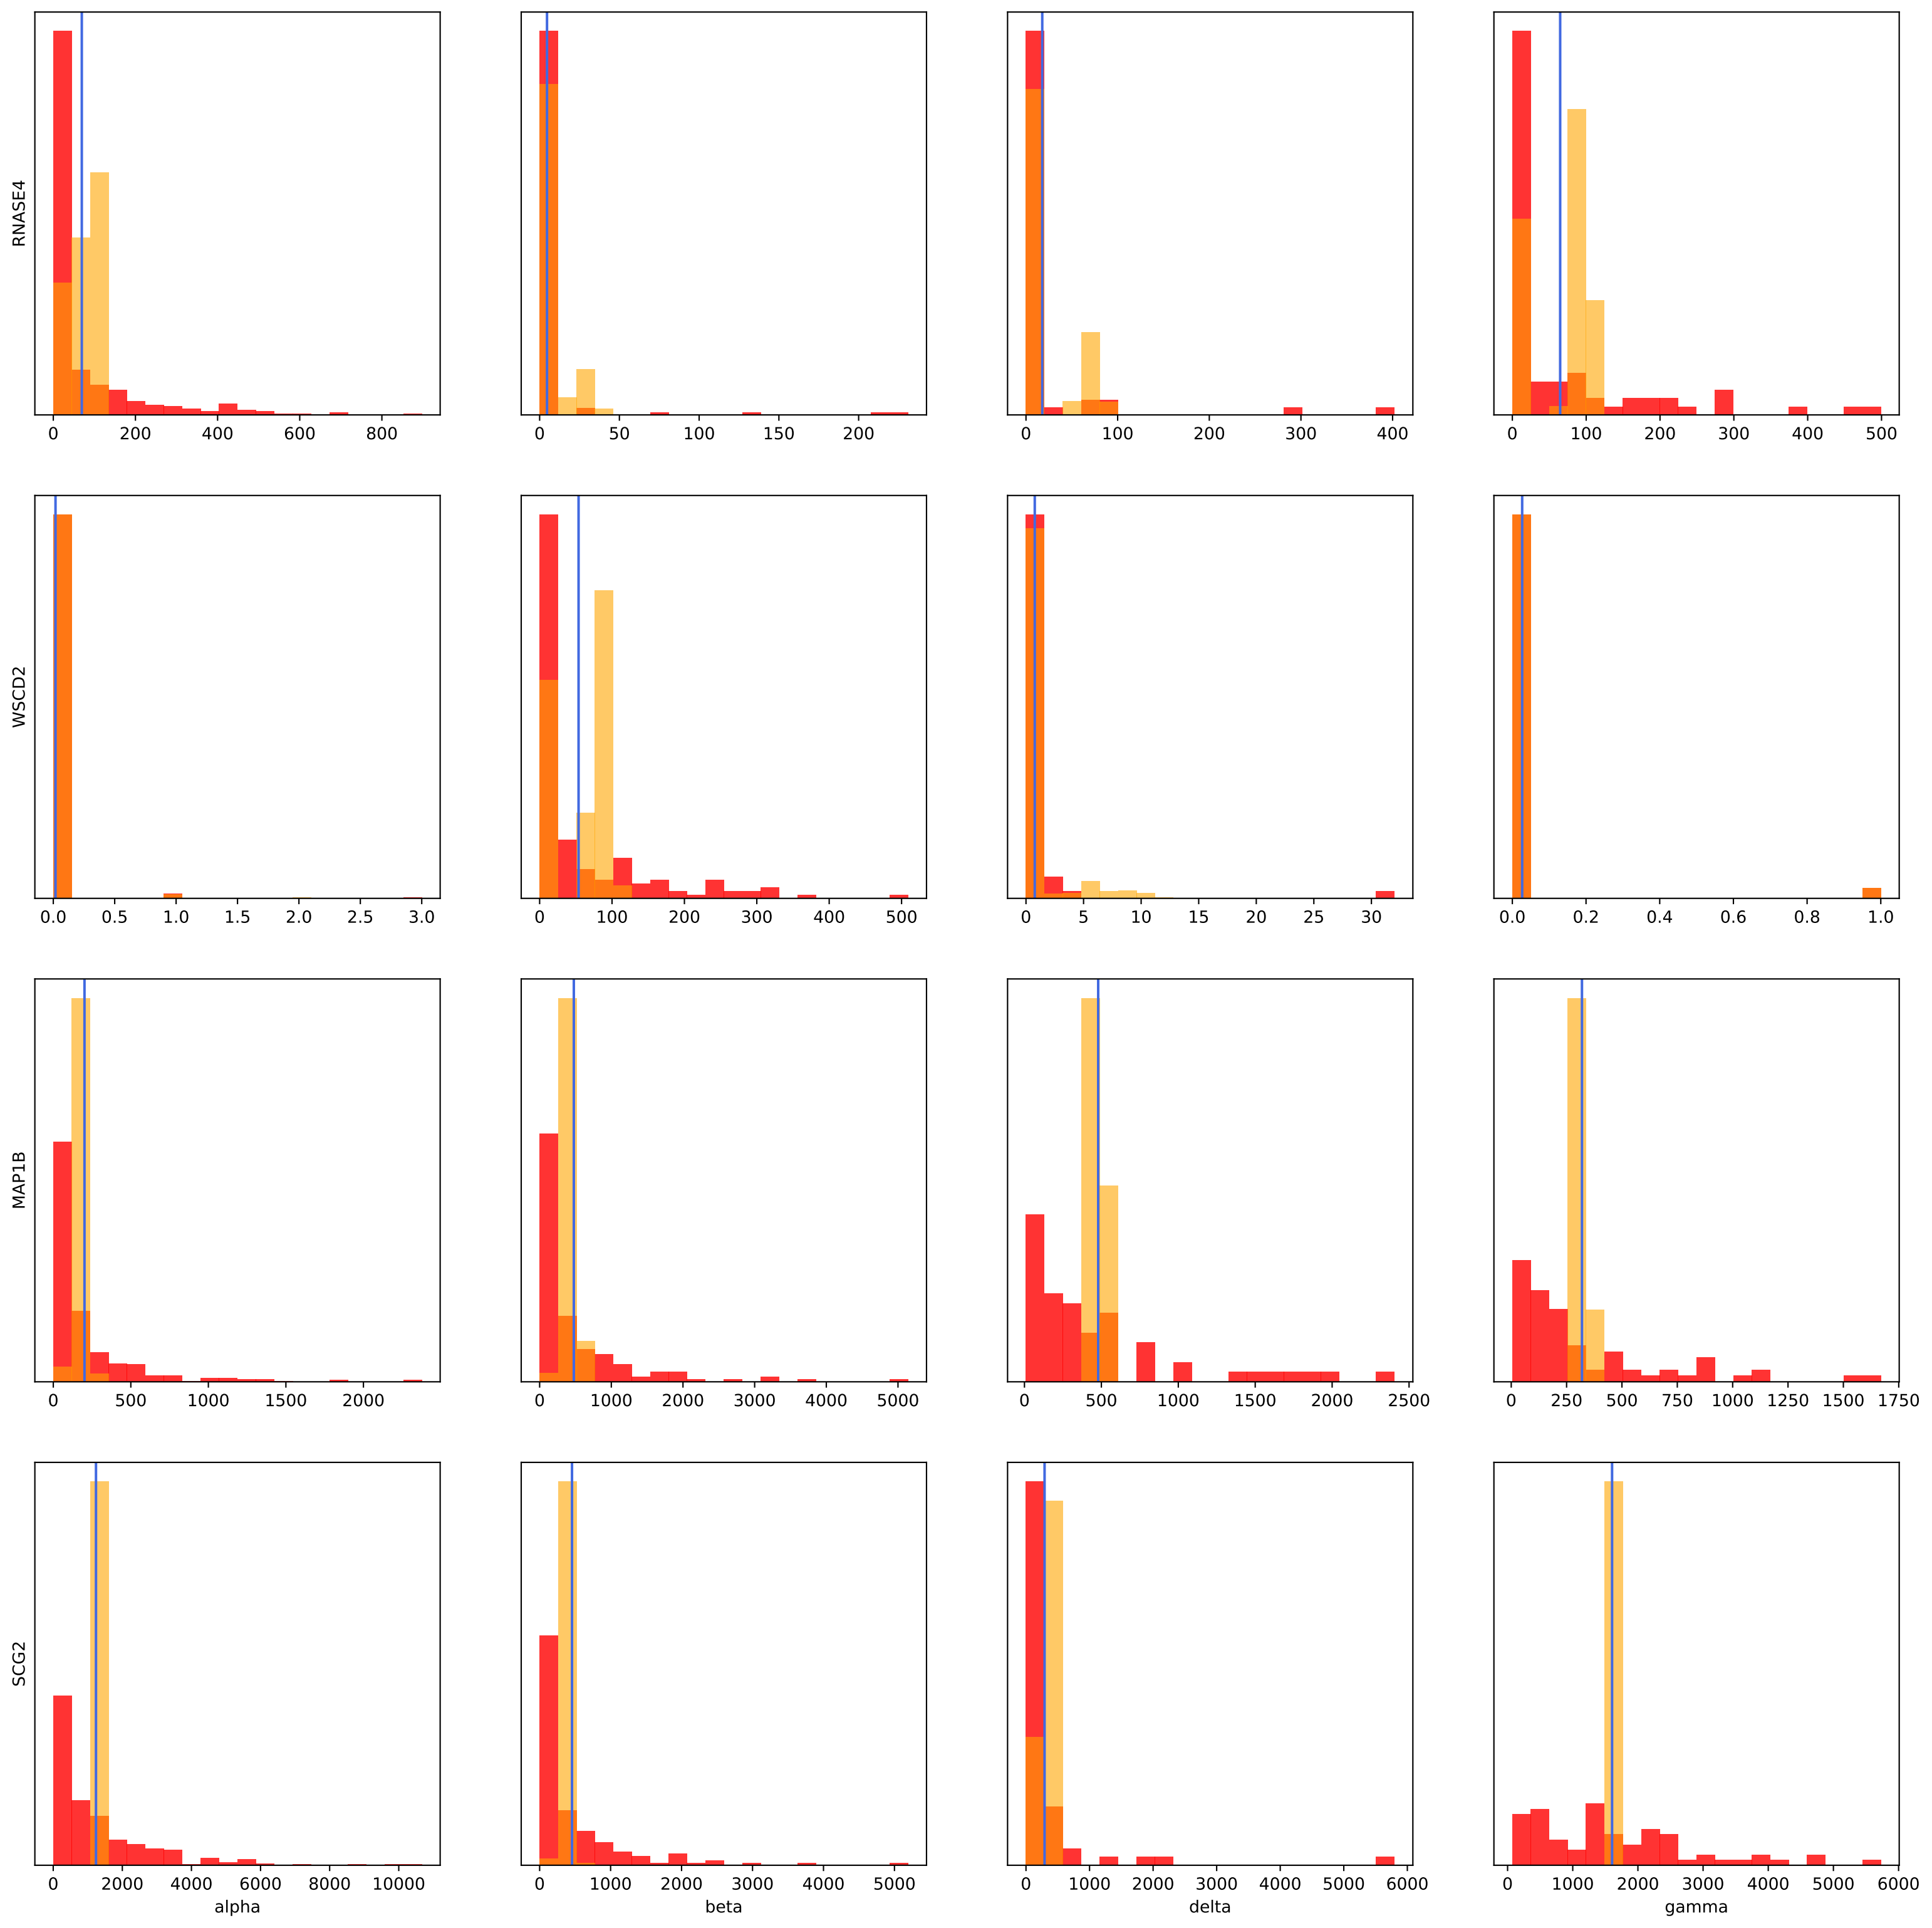 RNASE4
0 200 400 600 800
0 50 100 150 200
0 100 200 300 400
0 100 200 300 400 500
WSCD2
0.0 0.5 1.0 1.5 2.0 2.5 3.0
0 100 200 300 400 500
0 5 10 15 20 25 30
0.0 0.2 0.4 0.6 0.8 1.0
MAP1B
0 500 1000 1500 2000
0 1000 2000 3000 4000 5000
0 500 1000 1500 2000 2500
0 250 500 750 1000 1250 1500 1750
SCG2
0 2000 4000 6000 8000 10000
0 1000 2000 3000 4000 5000
0 1000 2000 3000 4000 5000 6000
0 1000 2000 3000 4000 5000 6000
alpha
beta
delta
gamma